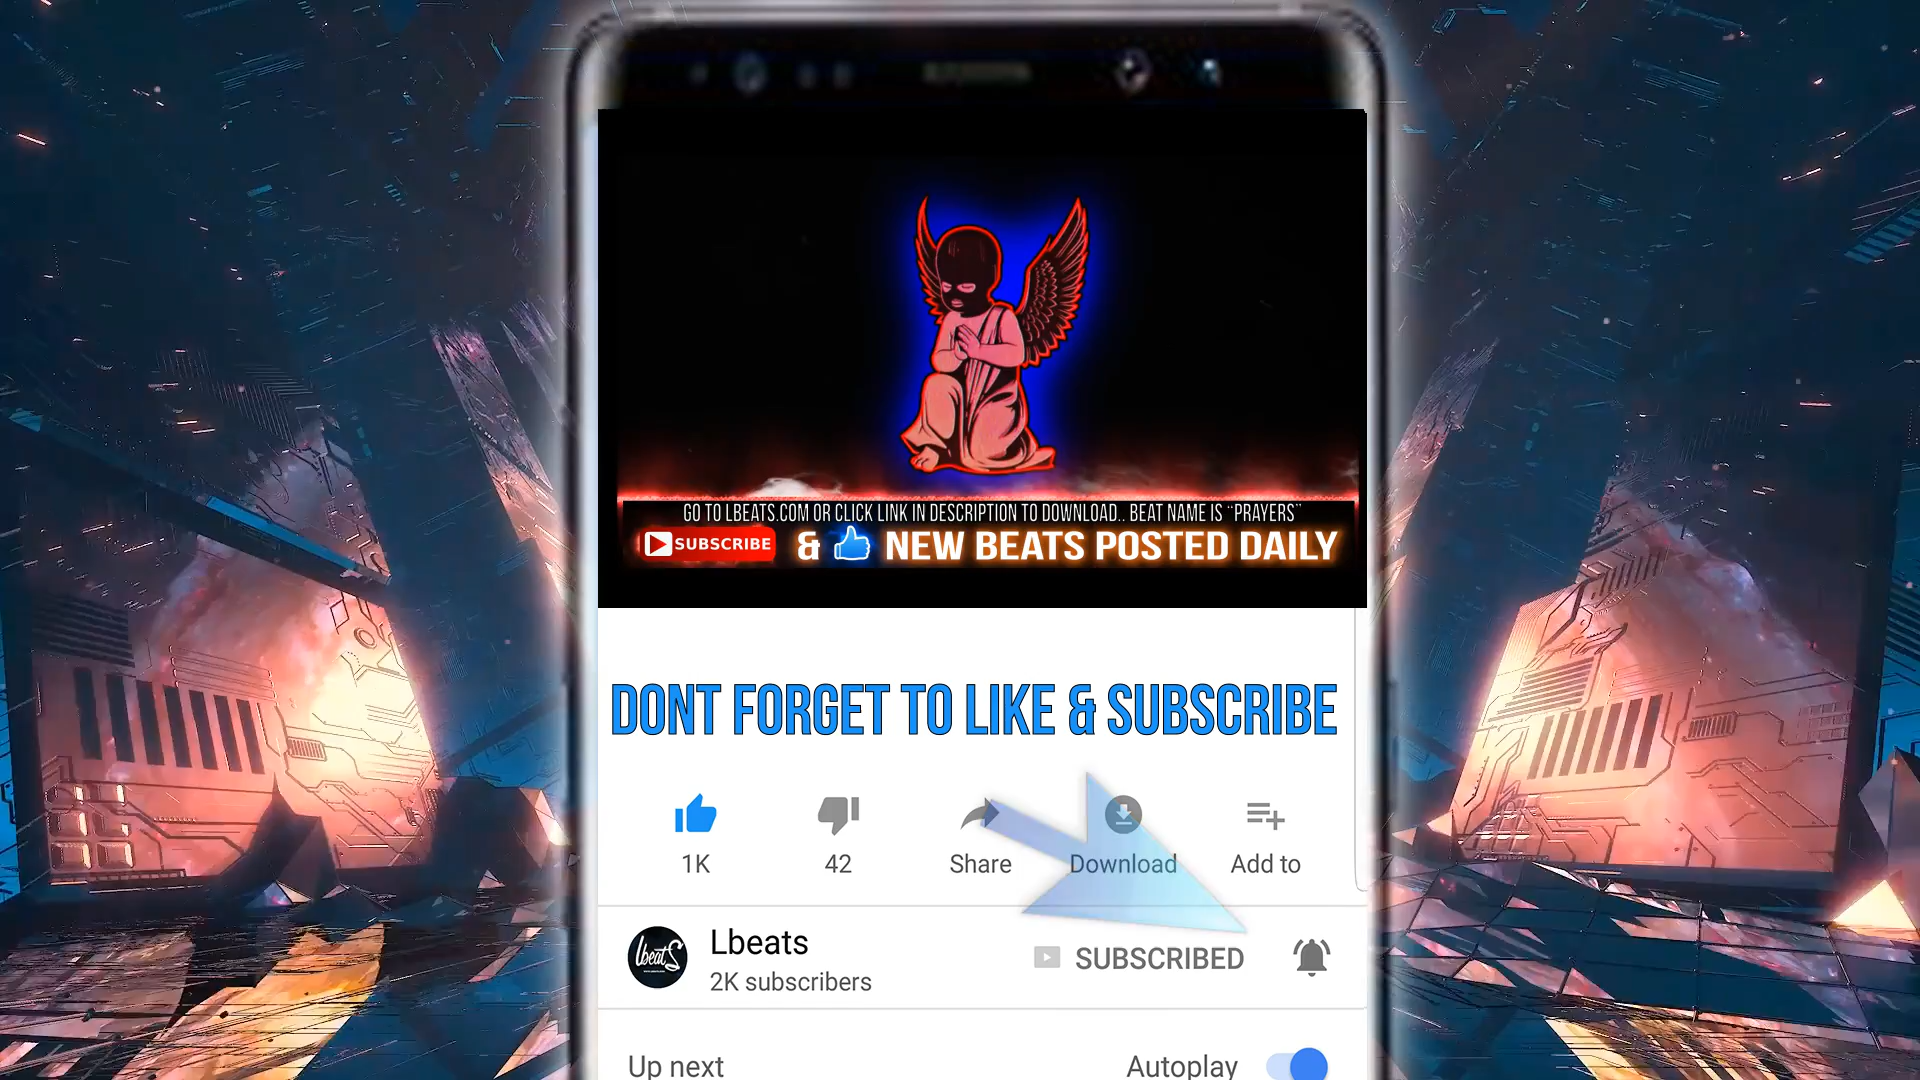 GO TO LBEATS.COM OR CLICK LINK IN DESCRIPTION TO DOWNLOAD.. BEAT NAME IS "PRAYERS"
SUBSCRIBE & NEW BEATS POSTED DAILY
DONT FORGET TO LIKE & SUBSCRIBE
1K 42 Share Download Add to
lbeatS Lbeats SUBSCRIBED
2K subscribers
Up next Autoplay